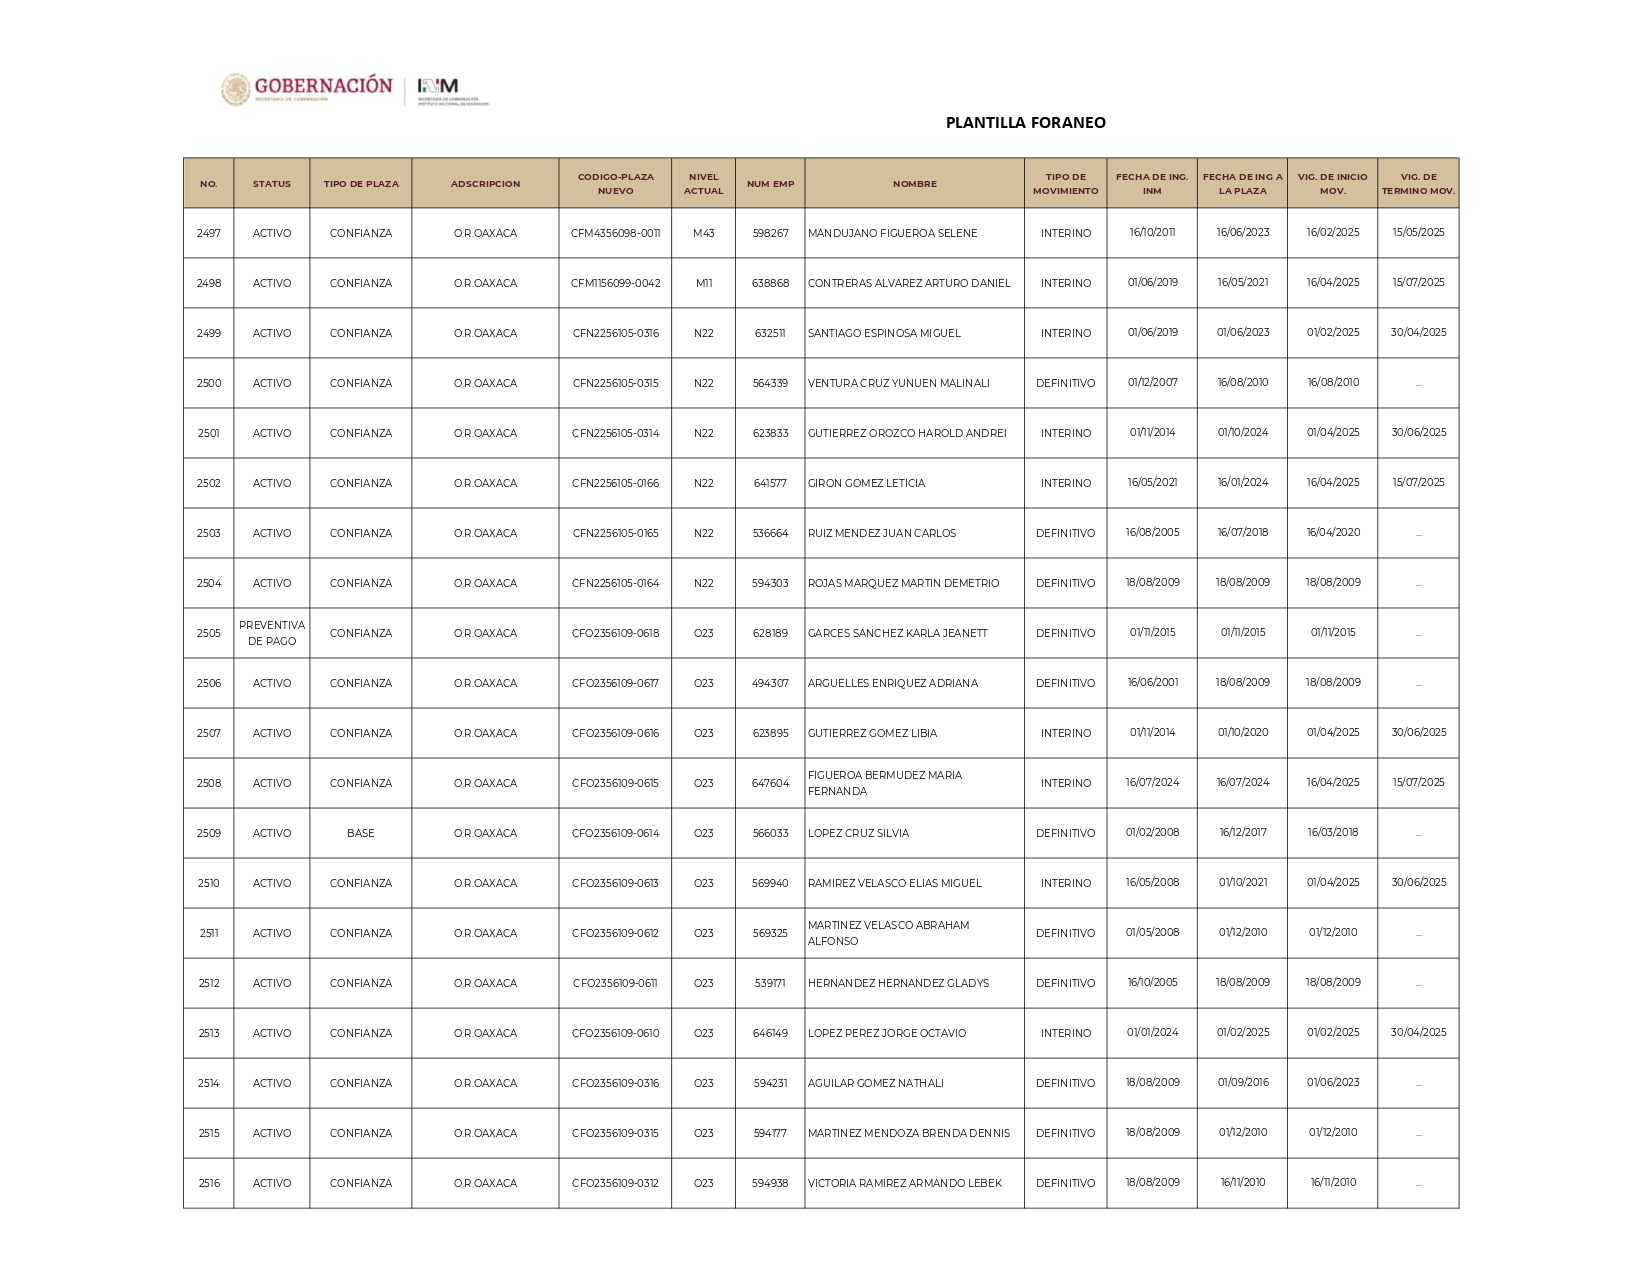 GOBERNACIÓN
SECRETARÍA DE GOBERNACIÓN
INM
SECRETARÍA DE GOBERNACIÓN
INSTITUTO NACIONAL DE MIGRACIÓN
PLANTILLA FORANEO
NO. STATUS TIPO DE PLAZA ADSCRIPCION CODIGO-PLAZA NUEVO NIVEL ACTUAL NUM EMP NOMBRE TIPO DE MOVIMIENTO FECHA DE ING. INM FECHA DE ING A LA PLAZA VIG. DE INICIO MOV. VIG. DE TERMINO MOV.
2497 ACTIVO CONFIANZA O.R.OAXACA CFM4356098-0011 M43 598267 MANDUJANO FIGUEROA SELENE INTERINO 16/10/2011 16/06/2023 16/02/2025 15/05/2025
2498 ACTIVO CONFIANZA O.R.OAXACA CFM1156099-0042 M11 638868 CONTRERAS ALVAREZ ARTURO DANIEL INTERINO 01/06/2019 16/05/2021 16/04/2025 15/07/2025
2499 ACTIVO CONFIANZA O.R.OAXACA CFN2256105-0316 N22 632511 SANTIAGO ESPINOSA MIGUEL INTERINO 01/06/2019 01/06/2023 01/02/2025 30/04/2025
2500 ACTIVO CONFIANZA O.R.OAXACA CFN2256105-0315 N22 564339 VENTURA CRUZ YUNUEN MALINALI DEFINITIVO 01/12/2007 16/08/2010 16/08/2010 ...
2501 ACTIVO CONFIANZA O.R.OAXACA CFN2256105-0314 N22 623833 GUTIERREZ OROZCO HAROLD ANDREI INTERINO 01/11/2014 01/10/2024 01/04/2025 30/06/2025
2502 ACTIVO CONFIANZA O.R.OAXACA CFN2256105-0166 N22 641577 GIRON GOMEZ LETICIA INTERINO 16/05/2021 16/01/2024 16/04/2025 15/07/2025
2503 ACTIVO CONFIANZA O.R.OAXACA CFN2256105-0165 N22 536664 RUIZ MENDEZ JUAN CARLOS DEFINITIVO 16/08/2005 16/07/2018 16/04/2020 ...
2504 ACTIVO CONFIANZA O.R.OAXACA CFN2256105-0164 N22 594303 ROJAS MARQUEZ MARTIN DEMETRIO DEFINITIVO 18/08/2009 18/08/2009 18/08/2009 ...
2505 PREVENTIVA DE PAGO CONFIANZA O.R.OAXACA CFO2356109-0618 O23 628189 GARCES SANCHEZ KARLA JEANETT DEFINITIVO 01/11/2015 01/11/2015 01/11/2015 ...
2506 ACTIVO CONFIANZA O.R.OAXACA CFO2356109-0617 O23 494307 ARGUELLES ENRIQUEZ ADRIANA DEFINITIVO 16/06/2001 18/08/2009 18/08/2009 ...
2507 ACTIVO CONFIANZA O.R.OAXACA CFO2356109-0616 O23 623895 GUTIERREZ GOMEZ LIBIA INTERINO 01/11/2014 01/10/2020 01/04/2025 30/06/2025
2508 ACTIVO CONFIANZA O.R.OAXACA CFO2356109-0615 O23 647604 FIGUEROA BERMUDEZ MARIA FERNANDA INTERINO 16/07/2024 16/07/2024 16/04/2025 15/07/2025
2509 ACTIVO BASE O.R.OAXACA CFO2356109-0614 O23 566033 LOPEZ CRUZ SILVIA DEFINITIVO 01/02/2008 16/12/2017 16/03/2018 ...
2510 ACTIVO CONFIANZA O.R.OAXACA CFO2356109-0613 O23 569940 RAMIREZ VELASCO ELIAS MIGUEL INTERINO 16/05/2008 01/10/2021 01/04/2025 30/06/2025
2511 ACTIVO CONFIANZA O.R.OAXACA CFO2356109-0612 O23 569325 MARTINEZ VELASCO ABRAHAM ALFONSO DEFINITIVO 01/05/2008 01/12/2010 01/12/2010 ...
2512 ACTIVO CONFIANZA O.R.OAXACA CFO2356109-0611 O23 539171 HERNANDEZ HERNANDEZ GLADYS DEFINITIVO 16/10/2005 18/08/2009 18/08/2009 ...
2513 ACTIVO CONFIANZA O.R.OAXACA CFO2356109-0610 O23 646149 LOPEZ PEREZ JORGE OCTAVIO INTERINO 01/01/2024 01/02/2025 01/02/2025 30/04/2025
2514 ACTIVO CONFIANZA O.R.OAXACA CFO2356109-0316 O23 594231 AGUILAR GOMEZ NATHALI DEFINITIVO 18/08/2009 01/09/2016 01/06/2023 ...
2515 ACTIVO CONFIANZA O.R.OAXACA CFO2356109-0315 O23 594177 MARTINEZ MENDOZA BRENDA DENNIS DEFINITIVO 18/08/2009 01/12/2010 01/12/2010 ...
2516 ACTIVO CONFIANZA O.R.OAXACA CFO2356109-0312 O23 594938 VICTORIA RAMIREZ ARMANDO LEBEK DEFINITIVO 18/08/2009 16/11/2010 16/11/2010 ...